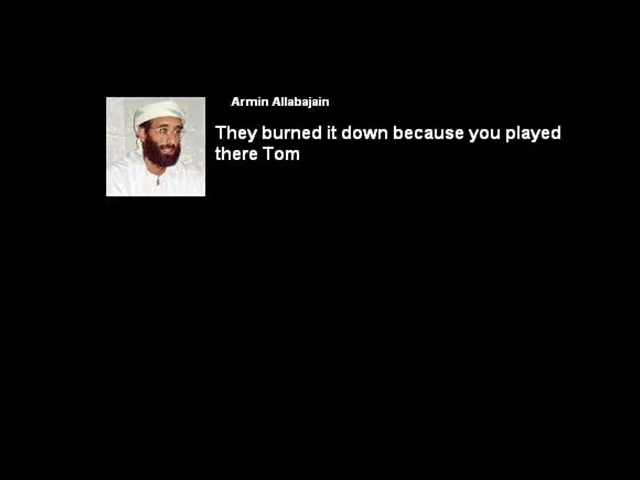 Armin Allabajain
They burned it down because you played
there Tom